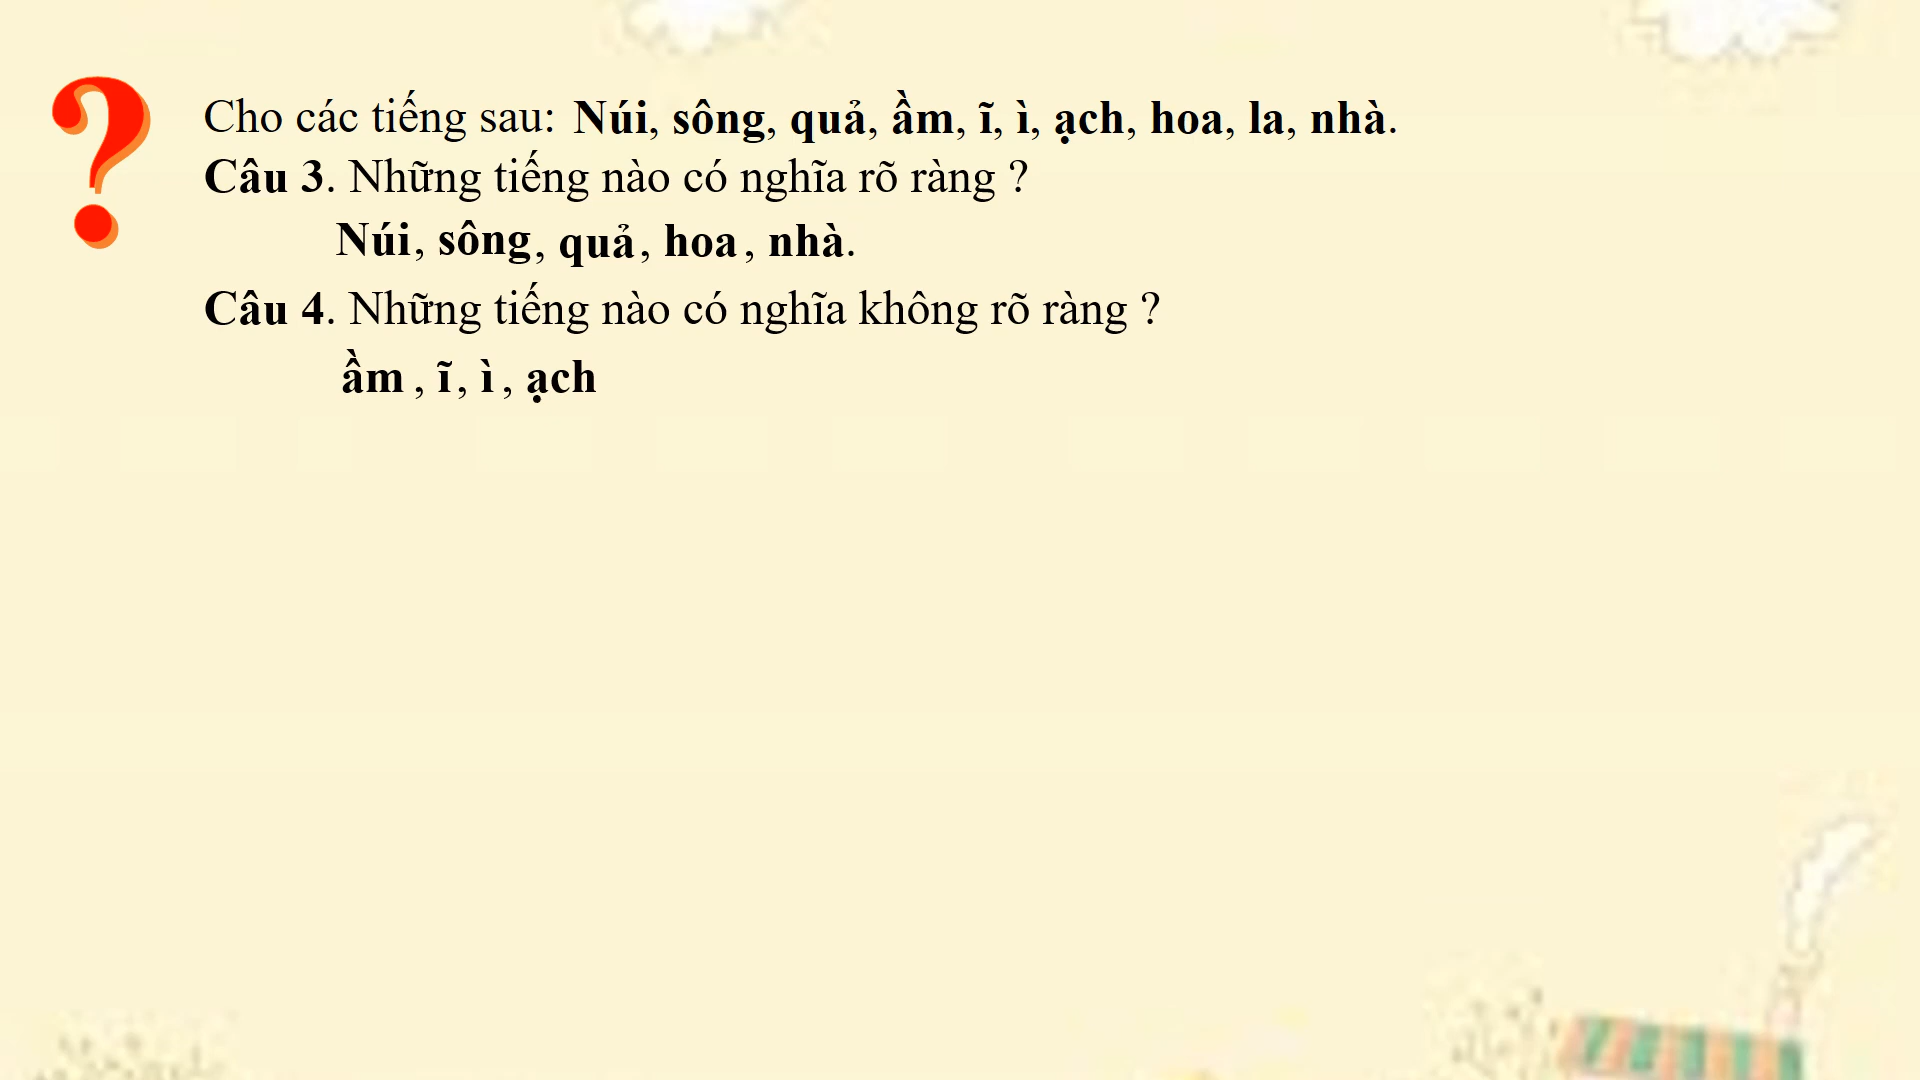 Cho các tiếng sau: Núi, sông, quả, ầm, ĩ, ì, ạch, hoa, la, nhà.
Câu 3. Những tiếng nào có nghĩa rõ ràng ?
Núi, sông, quả, hoa, nhà.
Câu 4. Những tiếng nào có nghĩa không rõ ràng ?
ầm , ĩ, ì , ạch